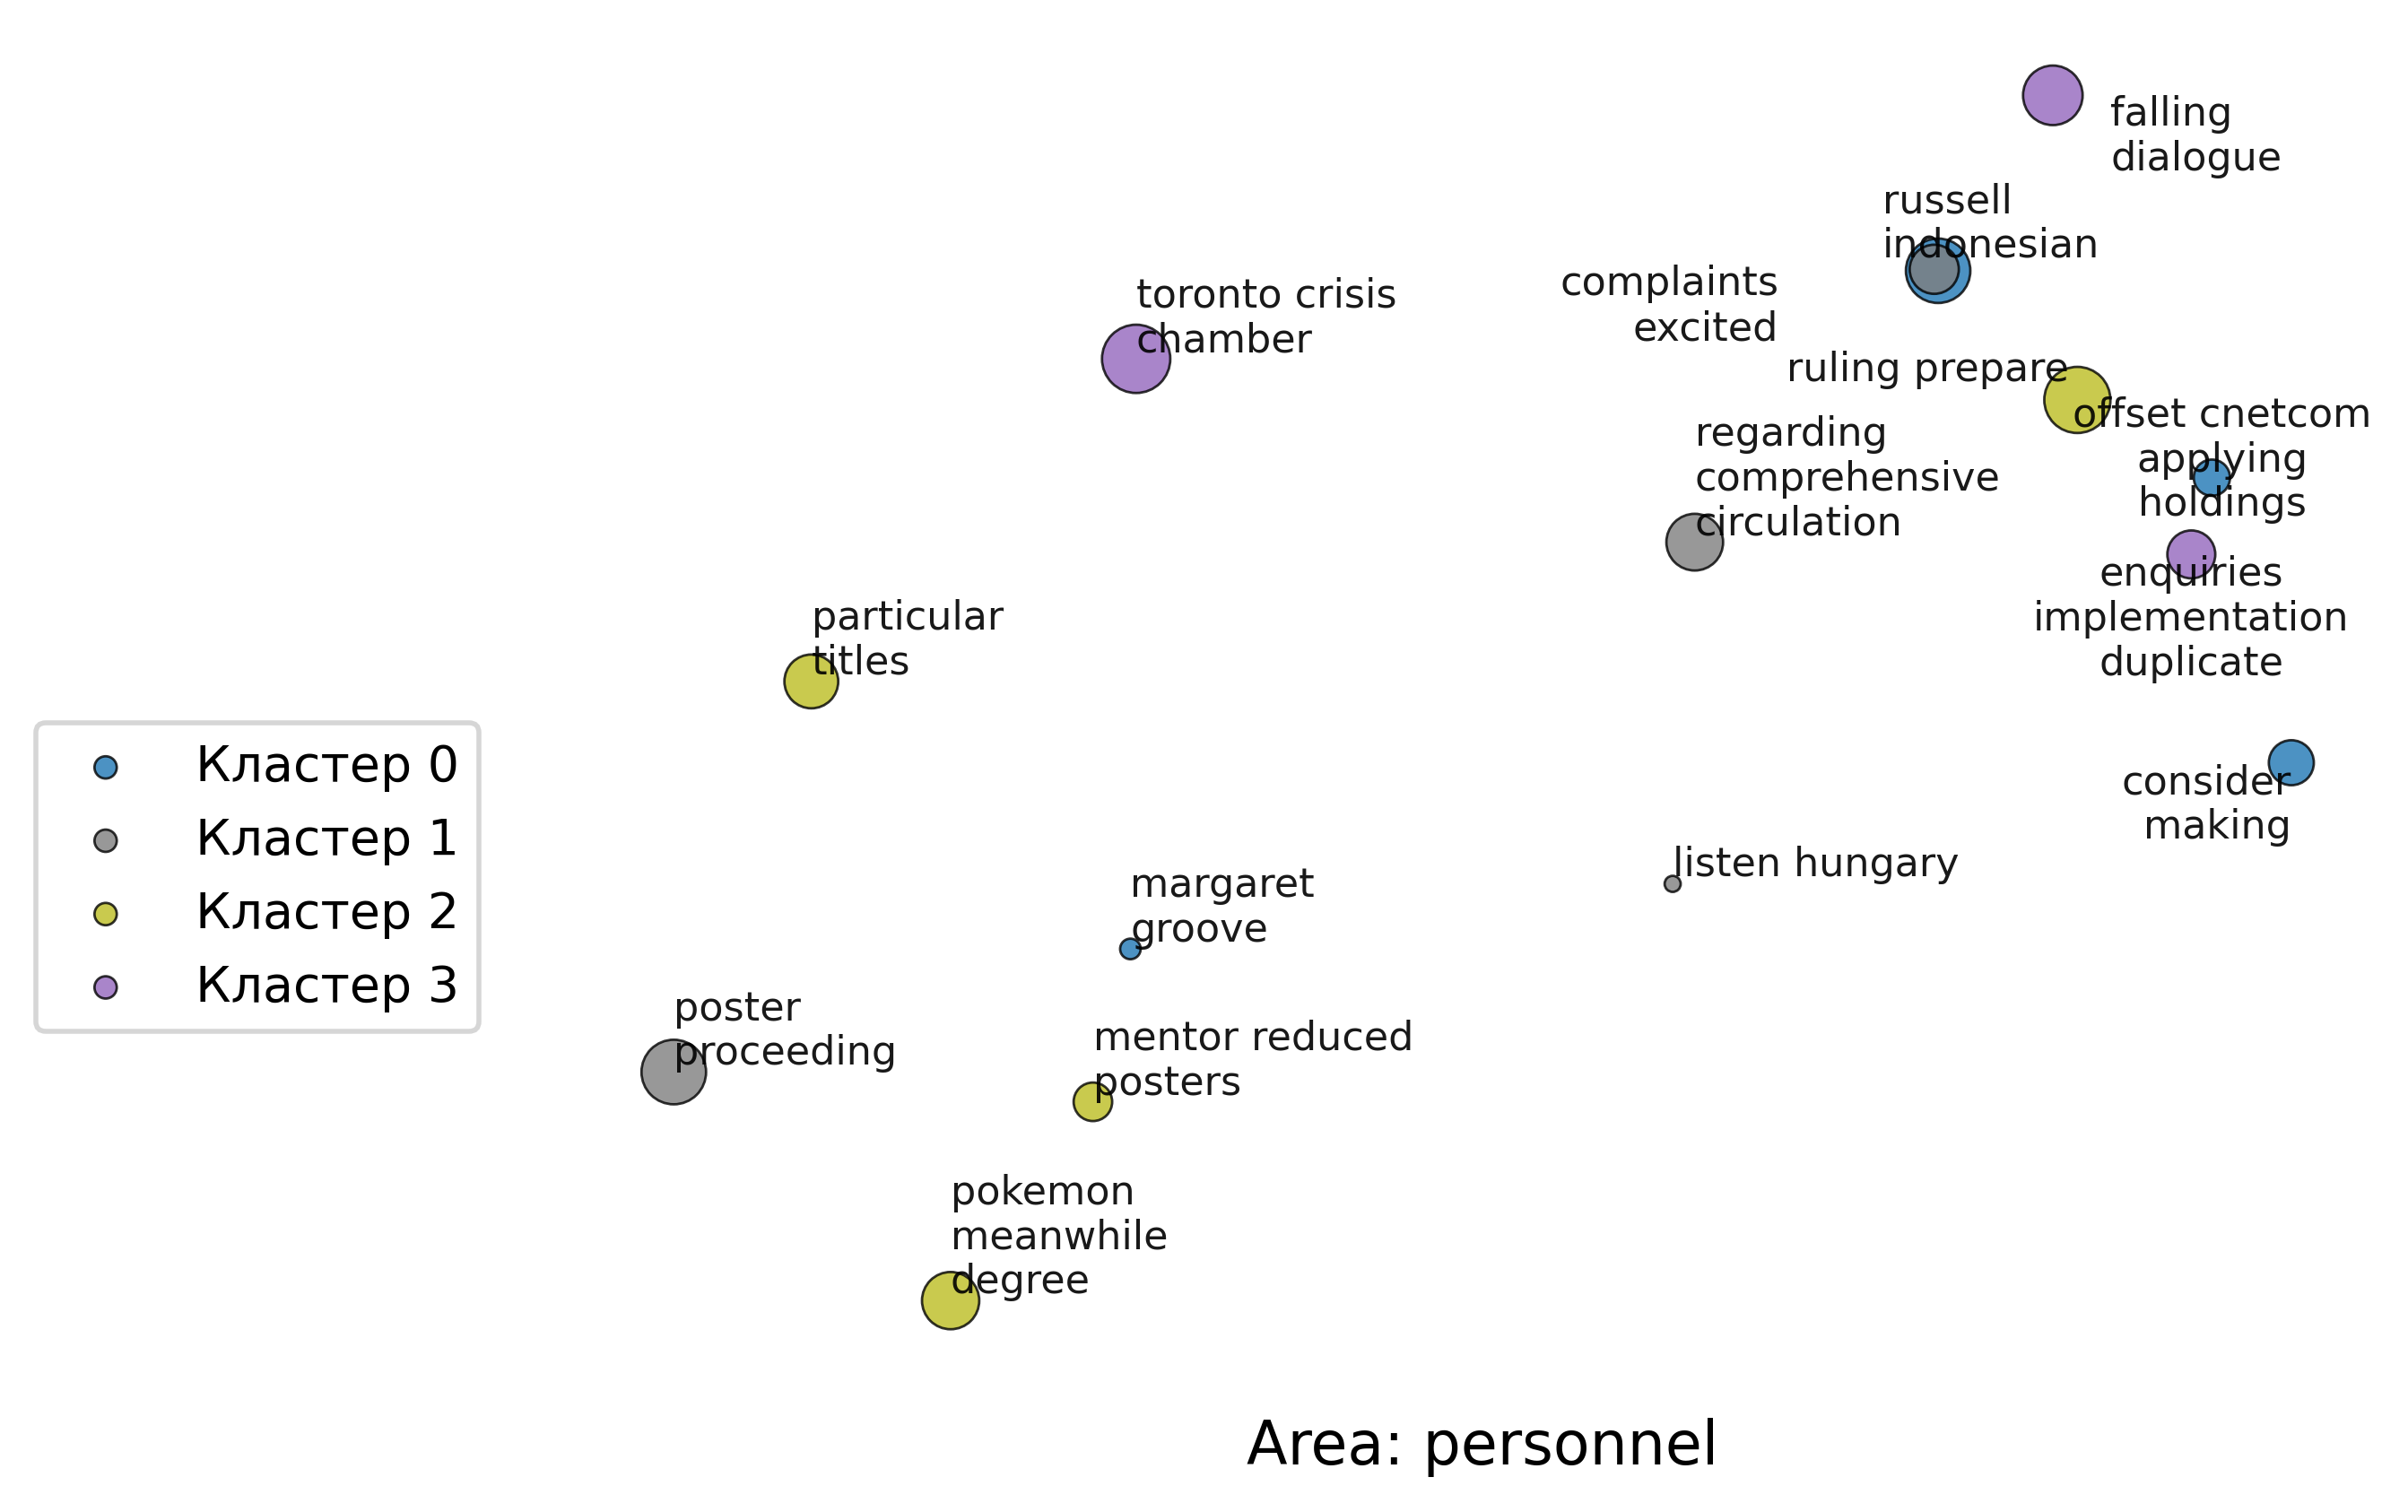 falling
dialogue
russell
indonesian
complaints
excited
toronto crisis
chamber
ruling prepare
offset cnetcom
applying
holdings
regarding
comprehensive
circulation
enquiries
implementation
duplicate
particular
titles
Кластер 0
Кластер 1
Кластер 2
Кластер 3
consider
making
listen hungary
margaret
groove
poster
proceeding
mentor reduced
posters
pokemon
meanwhile
degree
Area: personnel